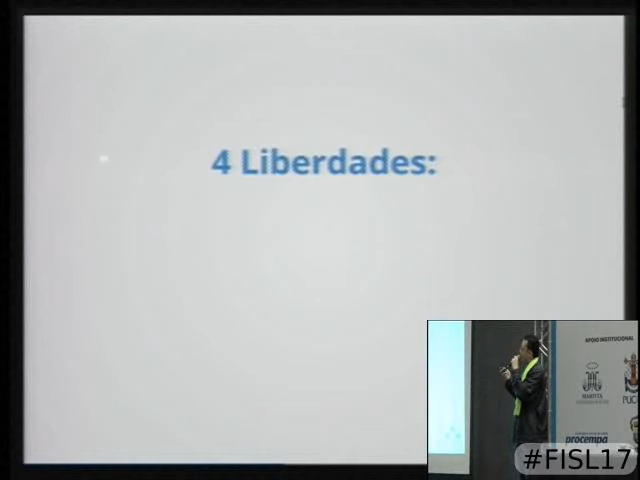 4 Liberdades:
APOIO INSTITUCIONAL
MARISTA
PUC
procempa
#FISL17